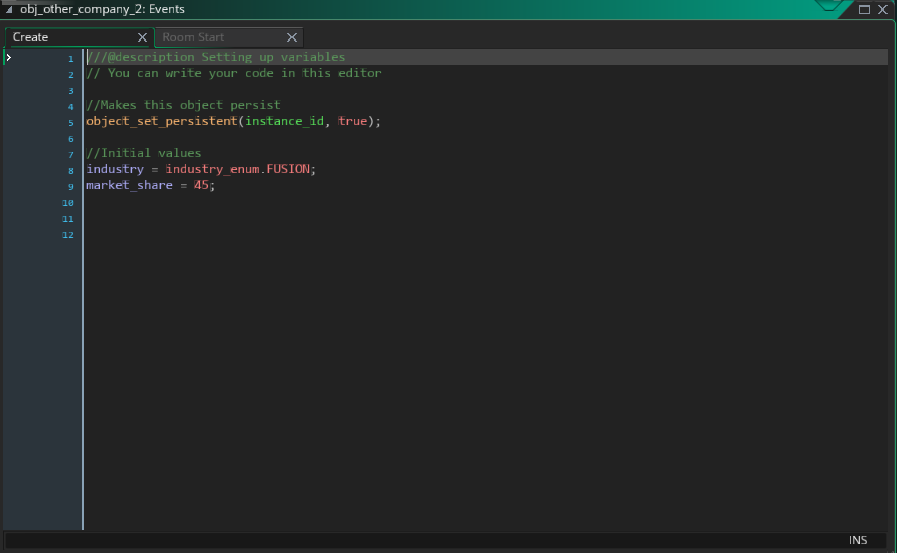 obj_other_company_2: Events
Create
Room Start
1 ///@description Setting up variables
2 // You can write your code in this editor
3
4 //Makes this object persist
5 object_set_persistent(instance_id, true);
6
7 //Initial values
8 industry = industry_enum.FUSION;
9 market_share = 45;
10
11
12
INS